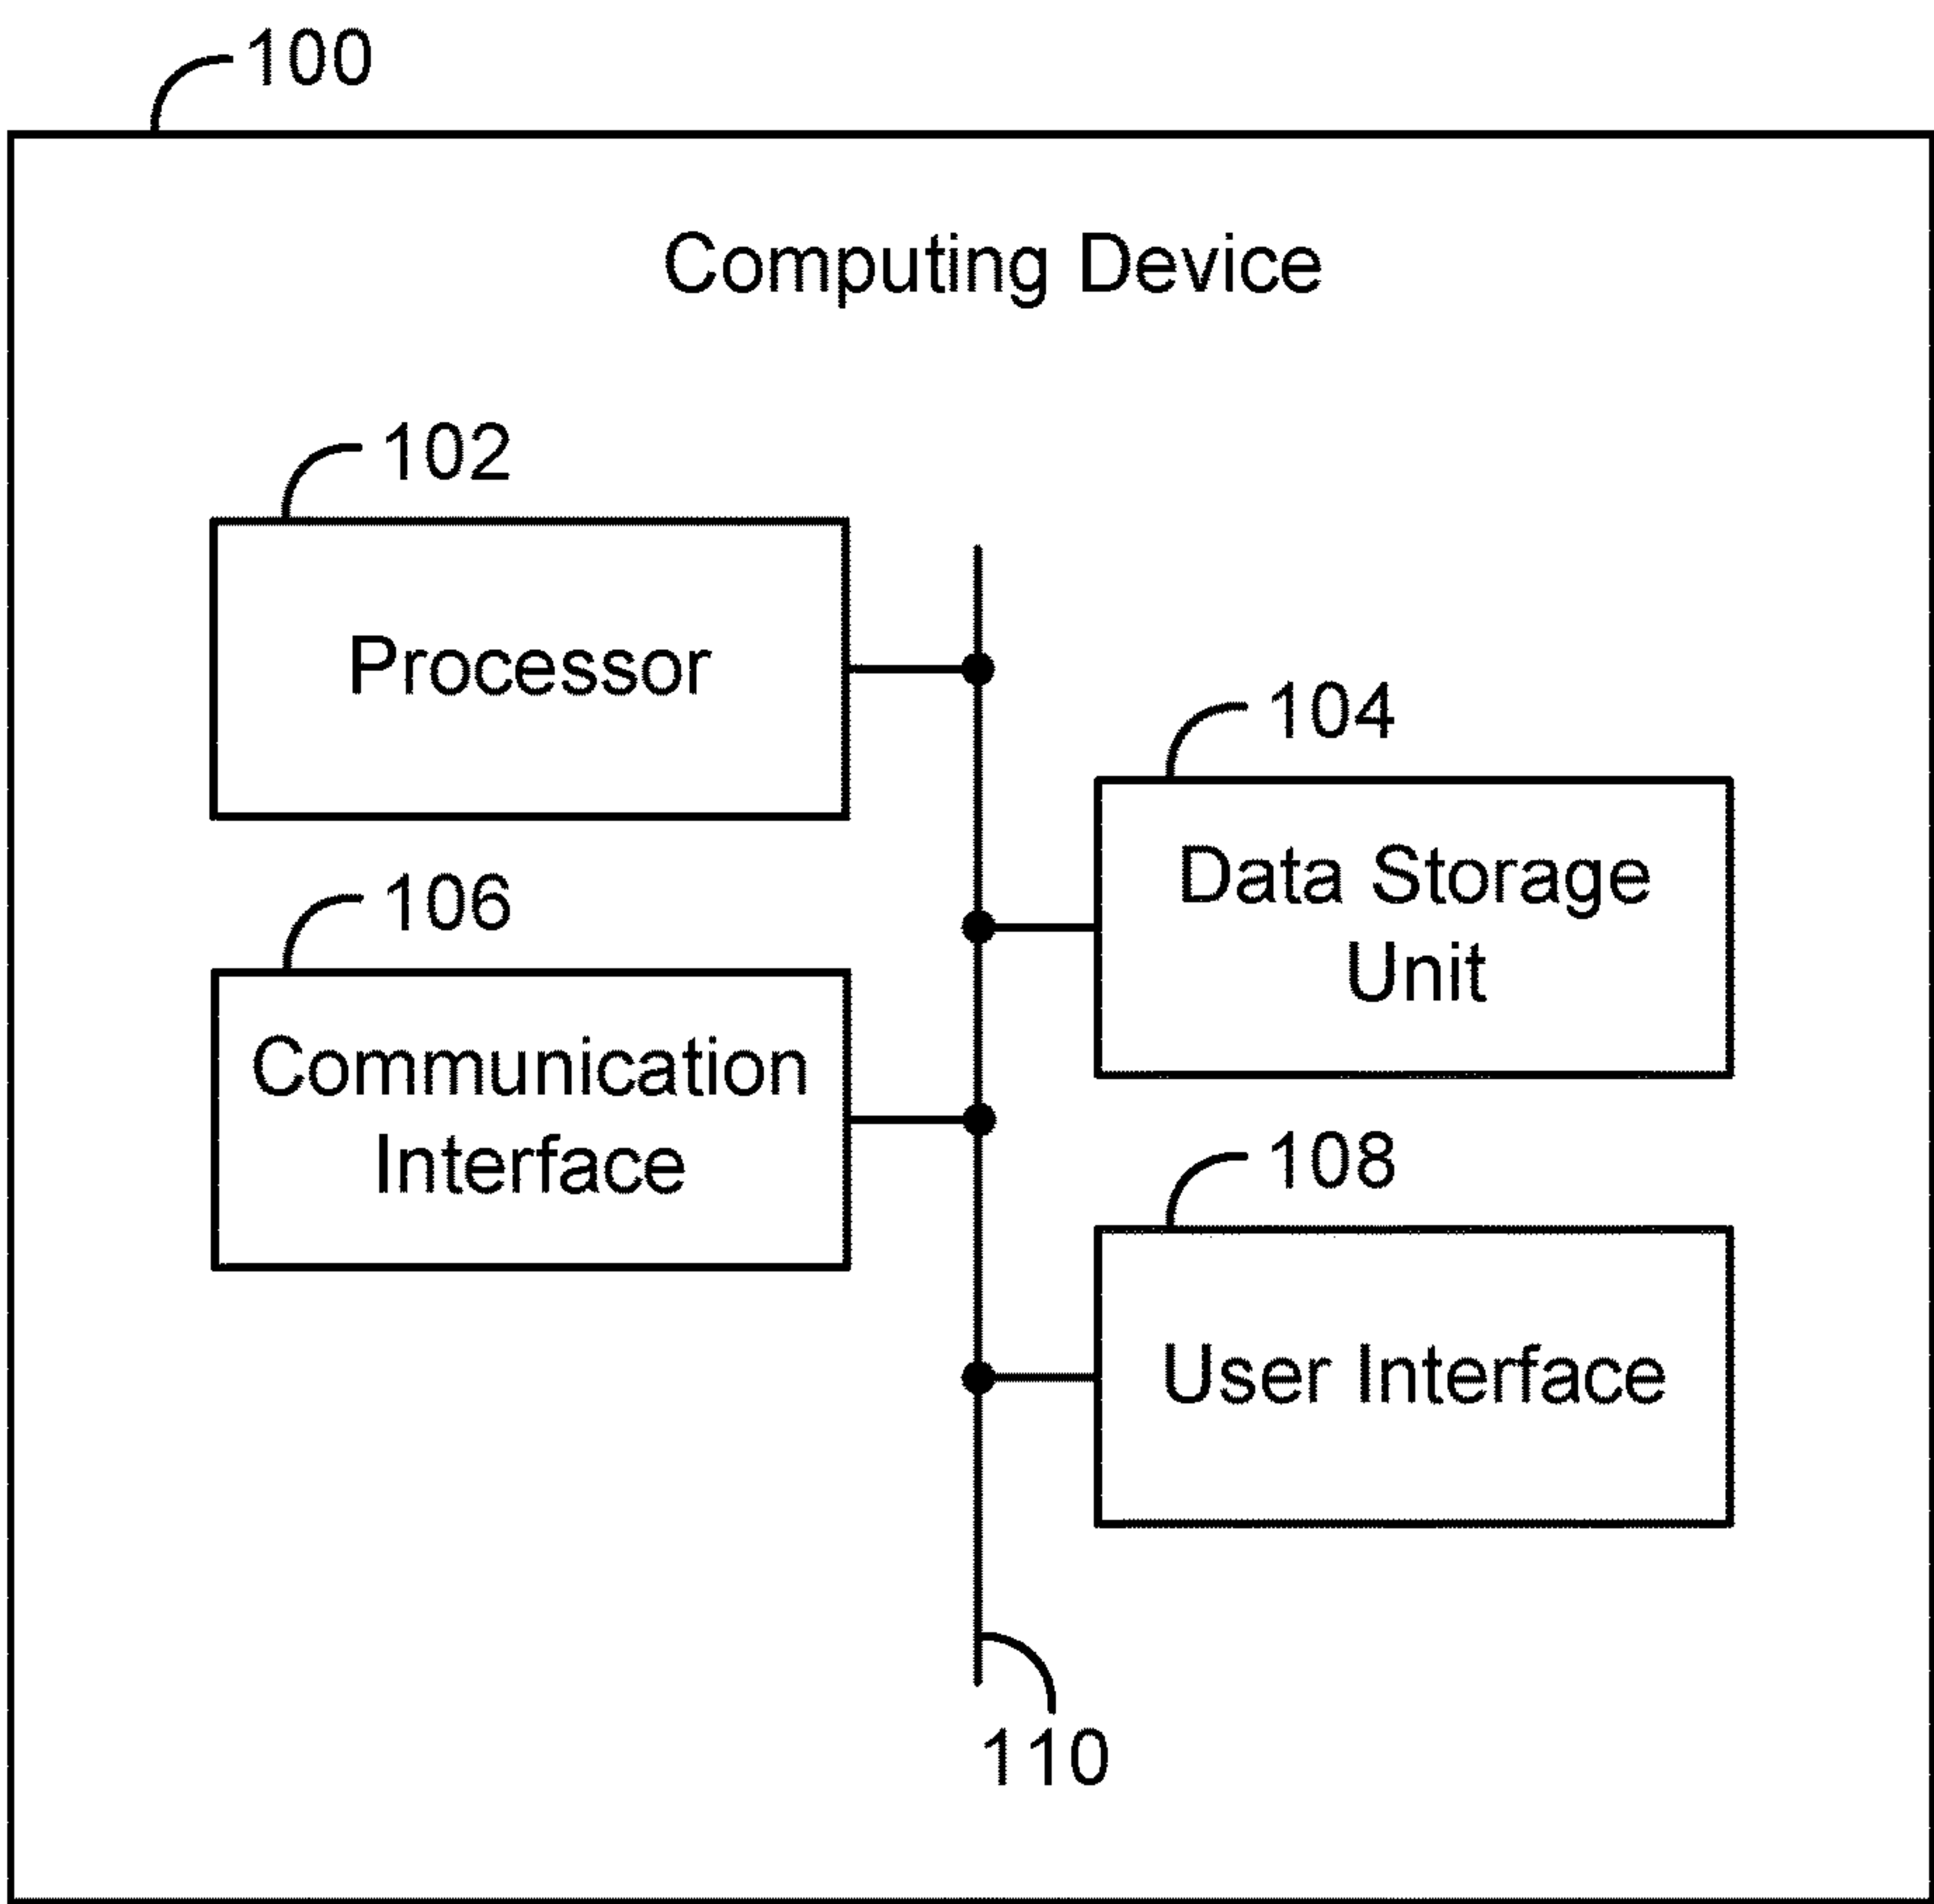 100
Computing Device
102
Processor
104
Data Storage
Unit
106
Communication
Interface
108
User Interface
110